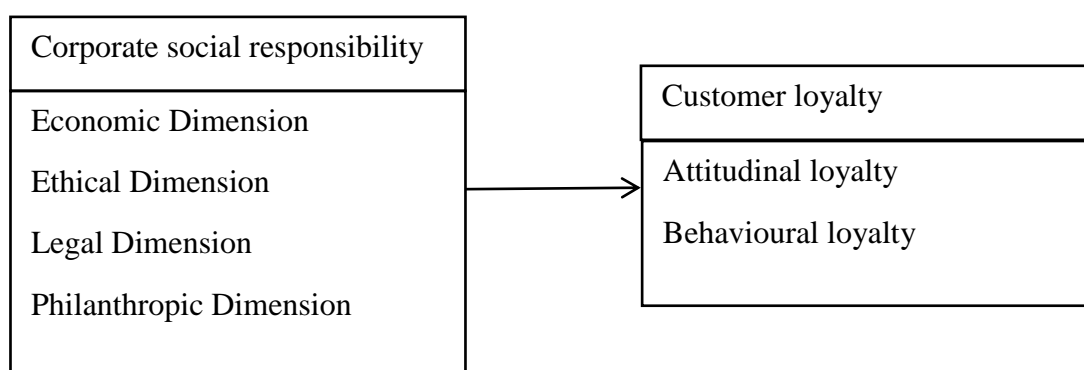 Corporate social responsibility
Economic Dimension
Ethical Dimension
Legal Dimension
Philanthropic Dimension
Customer loyalty
Attitudinal loyalty
Behavioural loyalty